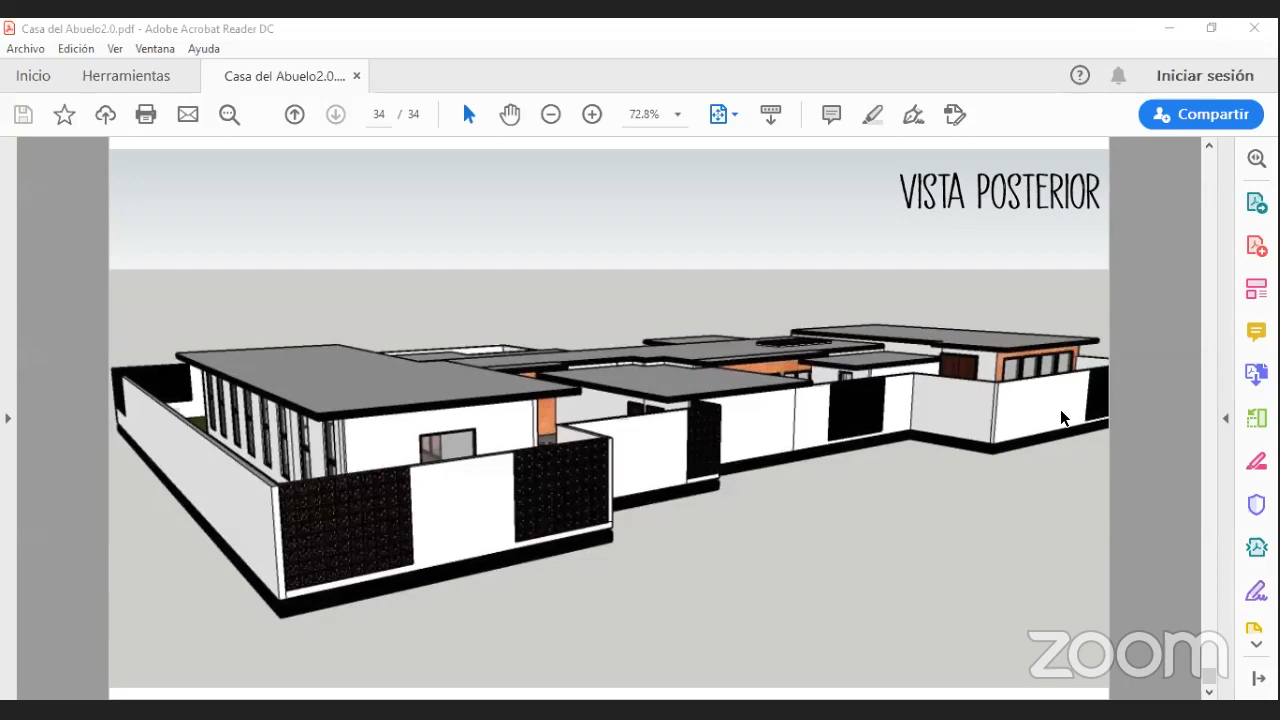 Casa del Abuelo2.0.pdf - Adobe Acrobat Reader DC
Archivo Edición Ver Ventana Ayuda
Inicio Herramientas Casa del Abuelo2.0.... × Iniciar sesión
34 / 34 72.8% Compartir
VISTA POSTERIOR
zoom